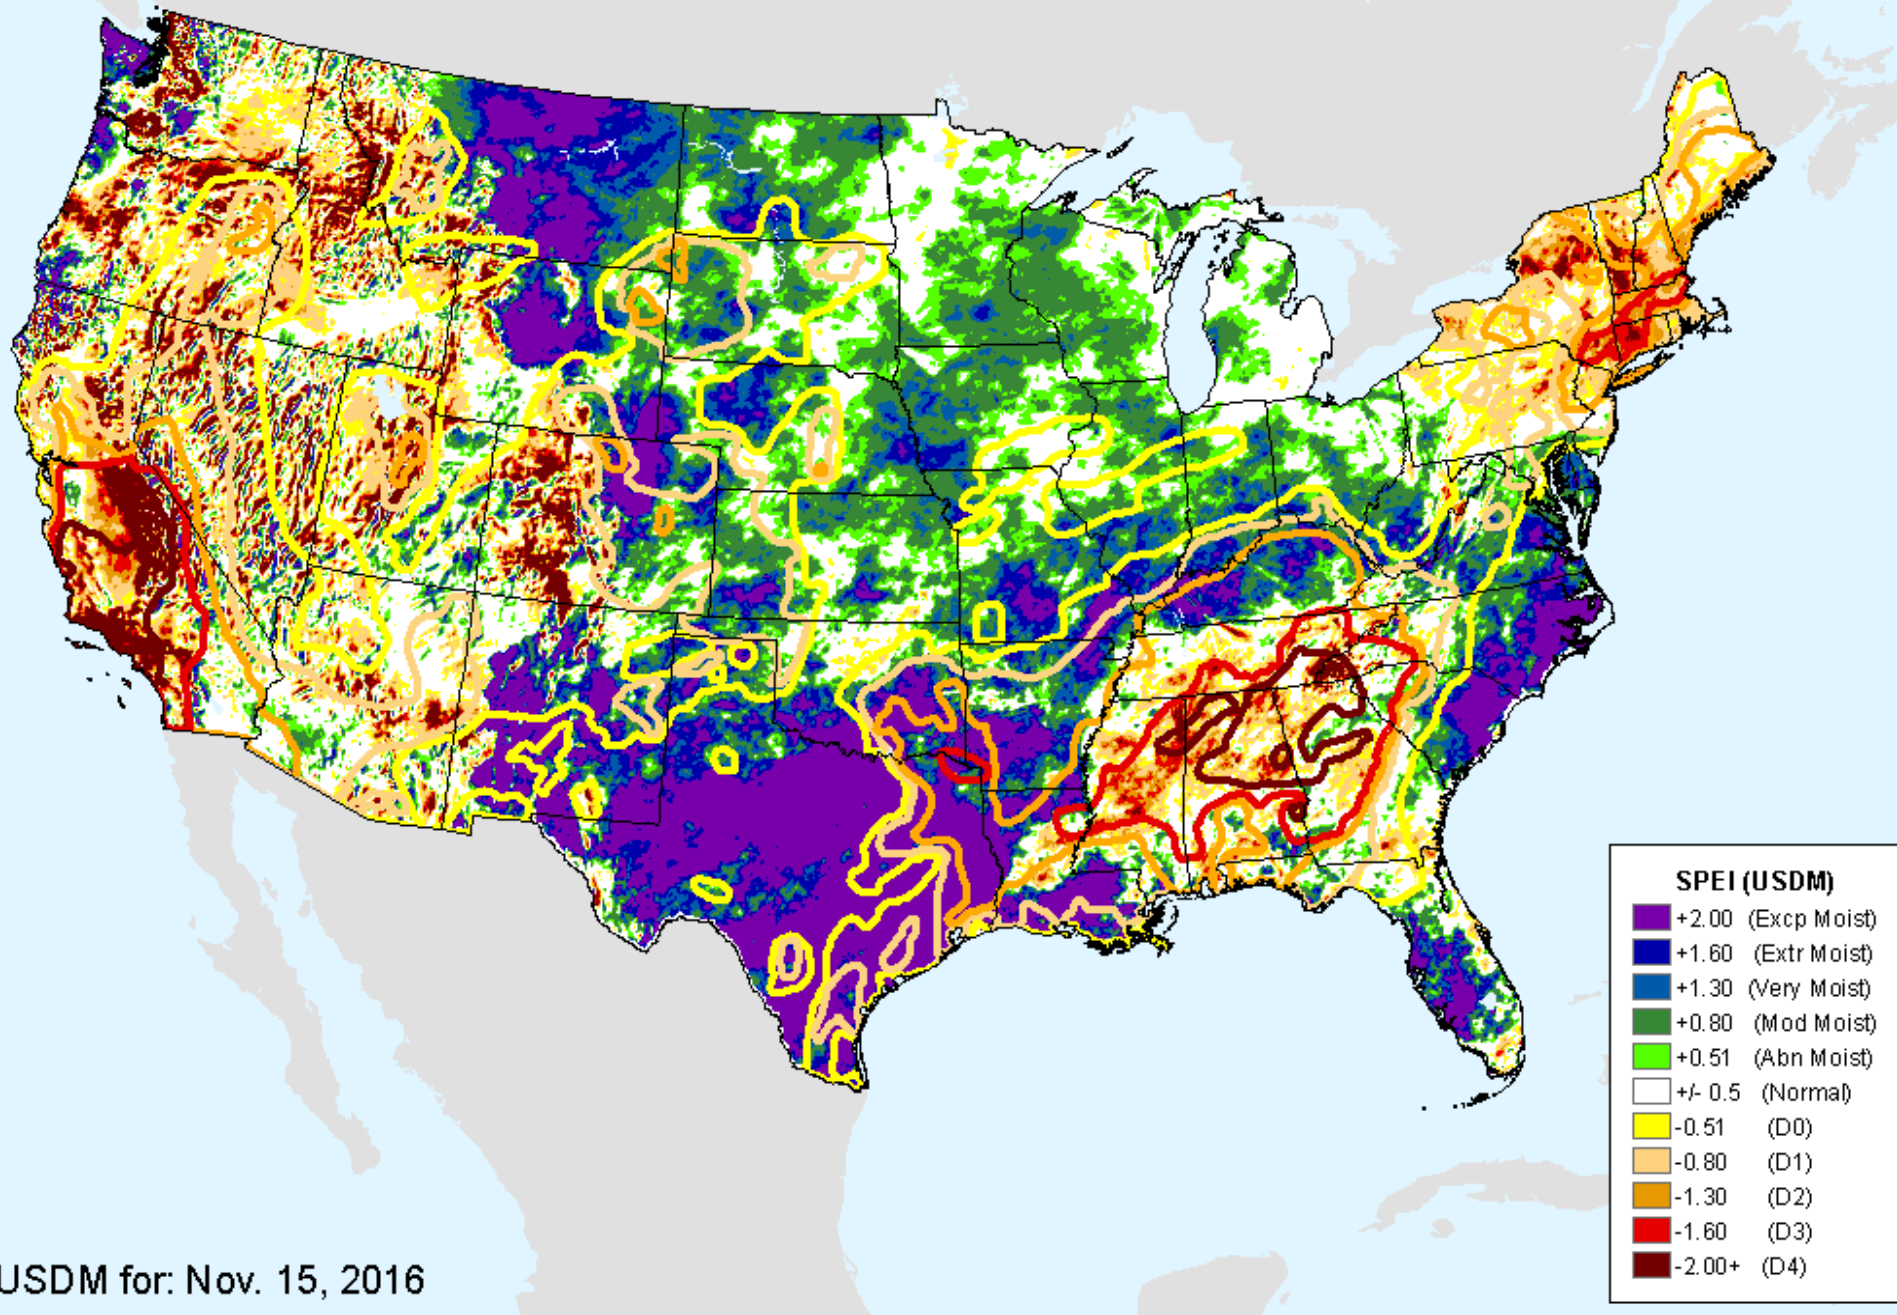 SPEI (USDM)
+2.00 (Excp Moist)
+1.60 (Extr Moist)
+1.30 (Very Moist)
+0.80 (Mod Moist)
+0.51 (Abn Moist)
+/- 0.5 (Normal)
-0.51 (D0)
-0.80 (D1)
-1.30 (D2)
-1.60 (D3)
-2.00+ (D4)
USDM for: Nov. 15, 2016